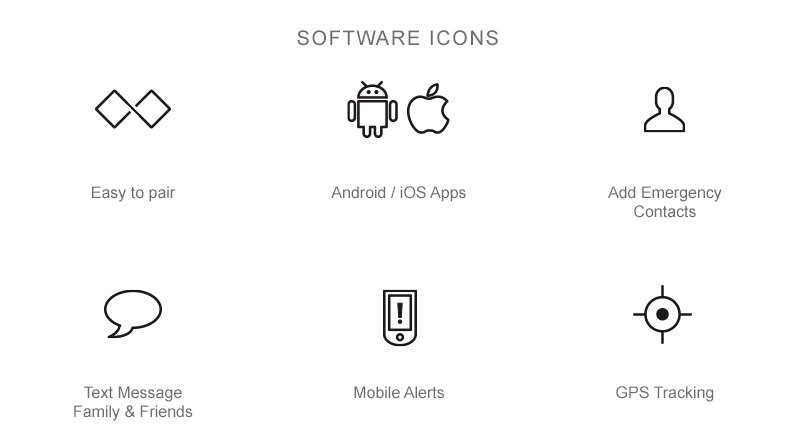 SOFTWARE ICONS
Easy to pair
Android / iOS Apps
Add Emergency
Contacts
!
Text Message
Family & Friends
Mobile Alerts
GPS Tracking